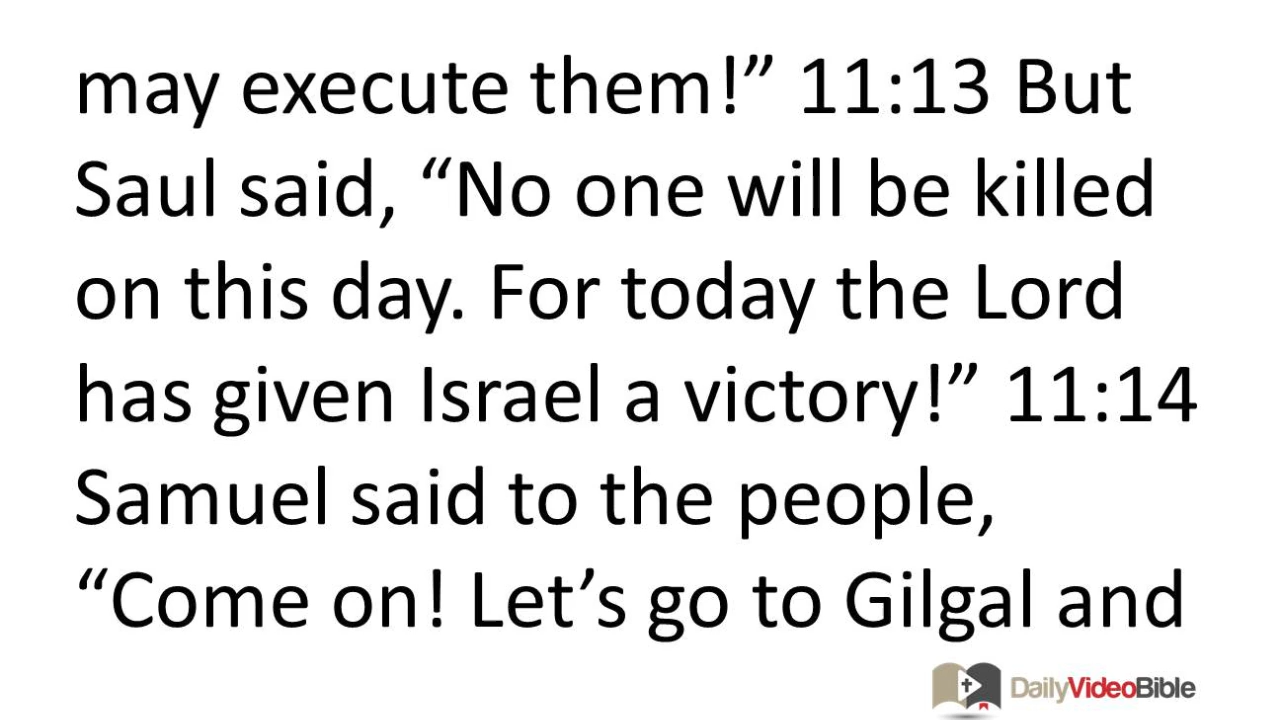 may execute them!” 11:13 But
Saul said, “No one will be killed
on this day. For today the Lord
has given Israel a victory!” 11:14
Samuel said to the people,
“Come on! Let’s go to Gilgal and
DailyVideoBible